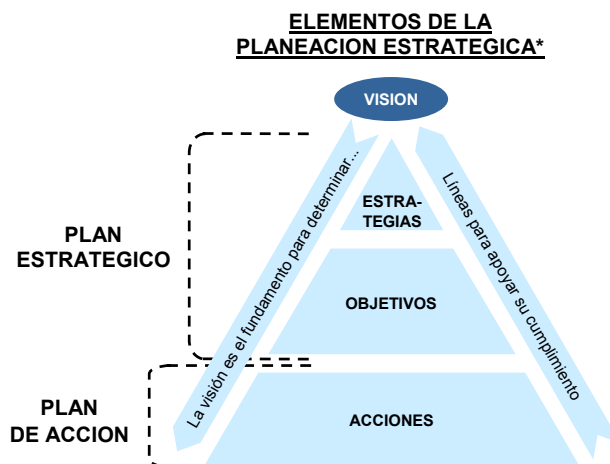 ELEMENTOS DE LA
PLANEACION ESTRATEGICA*
VISION
La visión es el fundamento para determinar...
Líneas para apoyar su cumplimiento
ESTRA-
TEGIAS
PLAN
ESTRATEGICO
OBJETIVOS
PLAN
DE ACCION
ACCIONES